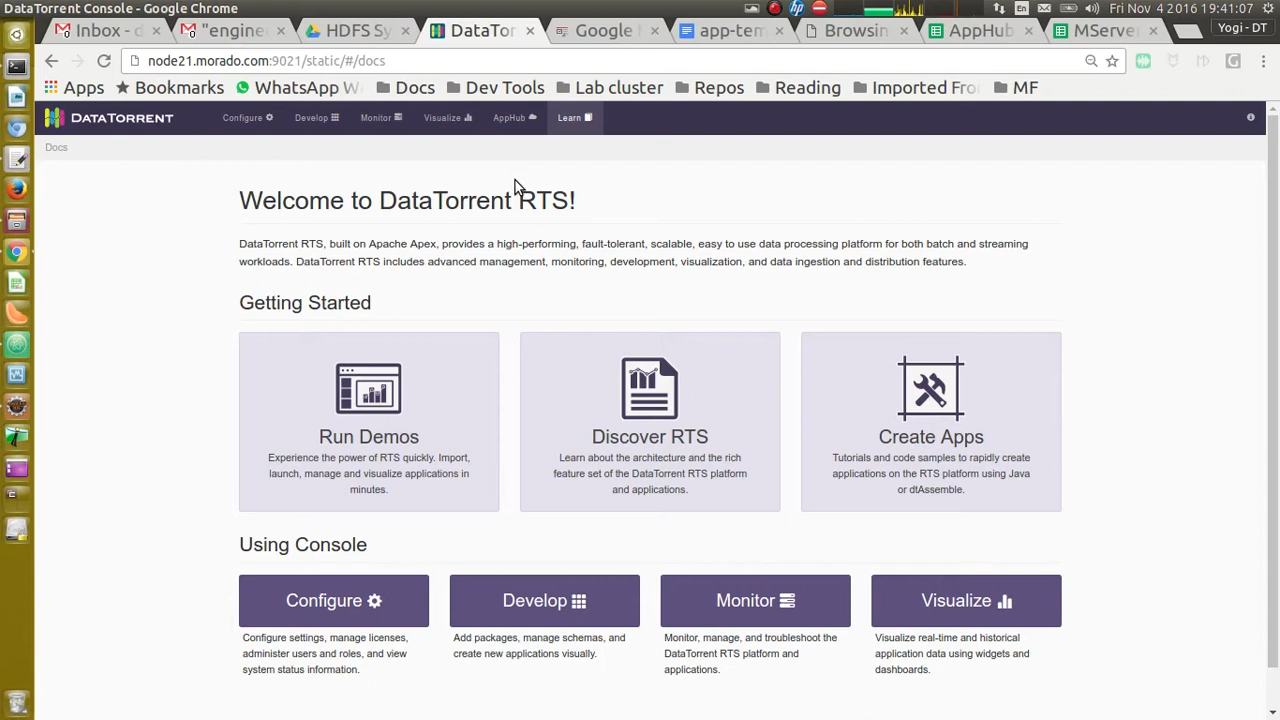 DataTorrent Console - Google Chrome
En
Fri Nov 4 2016 19:41:07
Inbox - d
"engine
HDFS Sy
DataTor
Google M
app-tem
Browsin
AppHub
MServer
Yogi - DT
node21.morado.com:9021/static/#/docs
Apps
Bookmarks
WhatsApp W
Docs
Dev Tools
Lab cluster
Repos
Reading
Imported Fro
MF
DATATORRENT
Configure
Develop
Monitor
Visualize
AppHub
Learn
Docs
Welcome to DataTorrent RTS!
DataTorrent RTS, built on Apache Apex, provides a high-performing, fault-tolerant, scalable, easy to use data processing platform for both batch and streaming
workloads. DataTorrent RTS includes advanced management, monitoring, development, visualization, and data ingestion and distribution features.
Getting Started
Run Demos
Experience the power of RTS quickly. Import,
launch, manage and visualize applications in
minutes.
Discover RTS
Learn about the architecture and the rich
feature set of the DataTorrent RTS platform
and applications.
Create Apps
Tutorials and code samples to rapidly create
applications on the RTS platform using Java
or dtAssemble.
Using Console
Configure
Configure settings, manage licenses,
administer users and roles, and view
system status information.
Develop
Add packages, manage schemas, and
create new applications visually.
Monitor
Monitor, manage, and troubleshoot the
DataTorrent RTS platform and
applications.
Visualize
Visualize real-time and historical
application data using widgets and
dashboards.